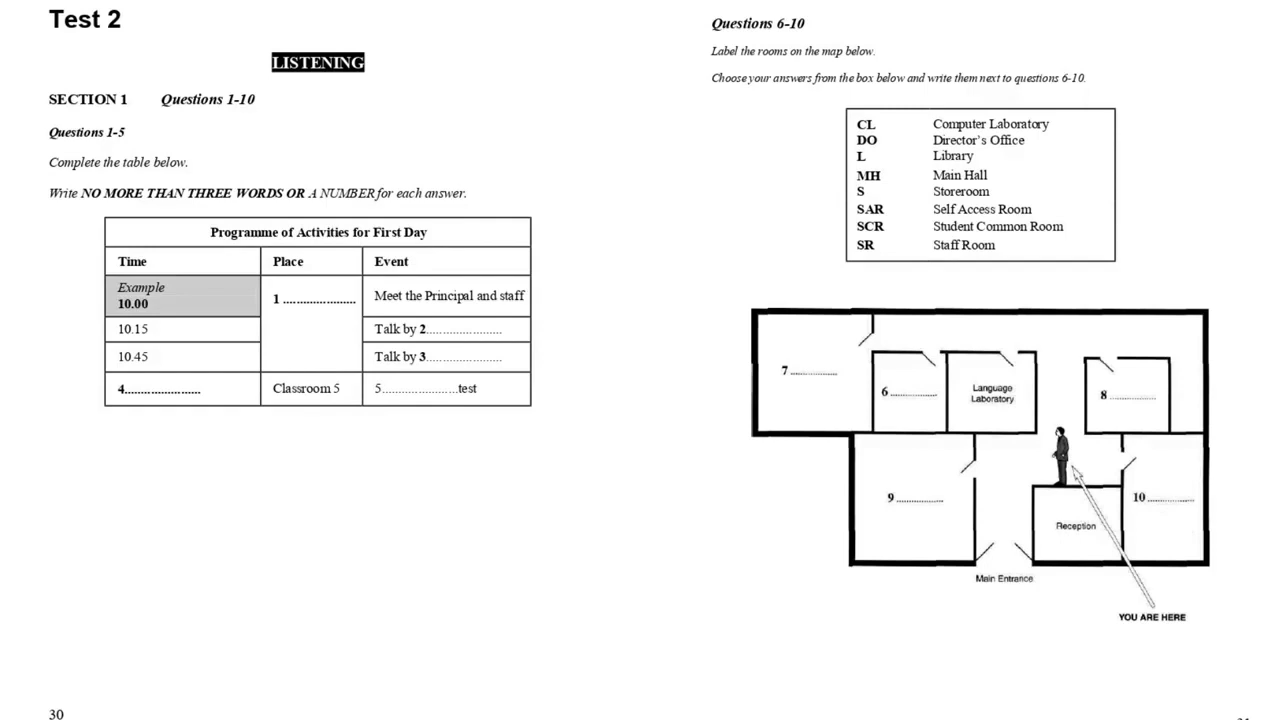 Test 2
LISTENING
SECTION 1 Questions 1-10
Questions 1-5
Complete the table below.
Write NO MORE THAN THREE WORDS OR A NUMBER for each answer.
Programme of Activities for First Day
Time Place Event
Example
10.00 1 ...................... Meet the Principal and staff
10.15 Talk by 2.......................
10.45 Talk by 3.......................
4....................... Classroom 5 5.......................test
30
Questions 6-10
Label the rooms on the map below.
Choose your answers from the box below and write them next to questions 6-10.
CL Computer Laboratory
DO Director's Office
L Library
MH Main Hall
S Storeroom
SAR Self Access Room
SCR Student Common Room
SR Staff Room
7 ..............
6 ..............
Language
Laboratory
8 ..............
9 ..............
10 ..............
Reception
Main Entrance
YOU ARE HERE